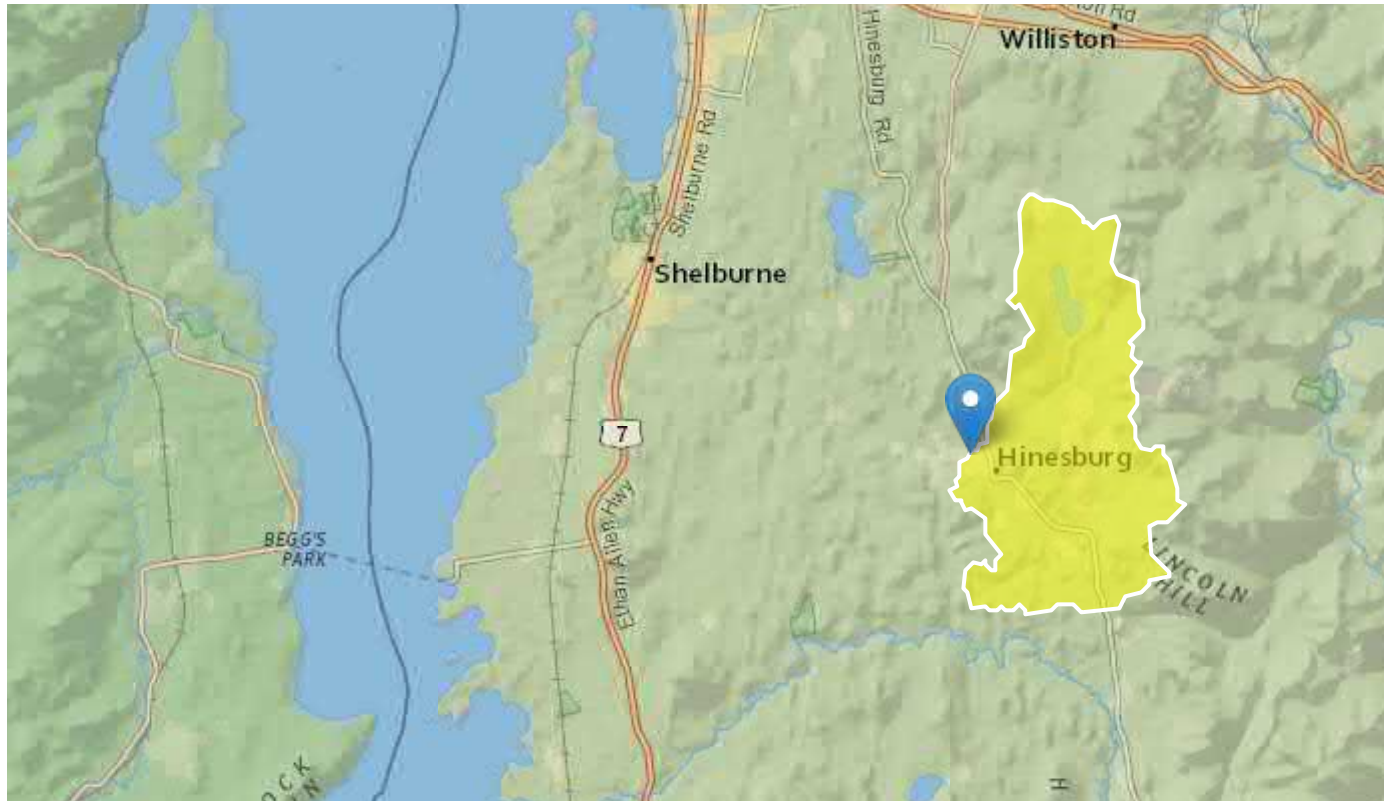 Williston
Hinesburg Rd
Shelburne Rd
Shelburne
7
Hinesburg
Ethan Allen Hwy
BEGG'S
PARK
LINCOLN
HILL
H